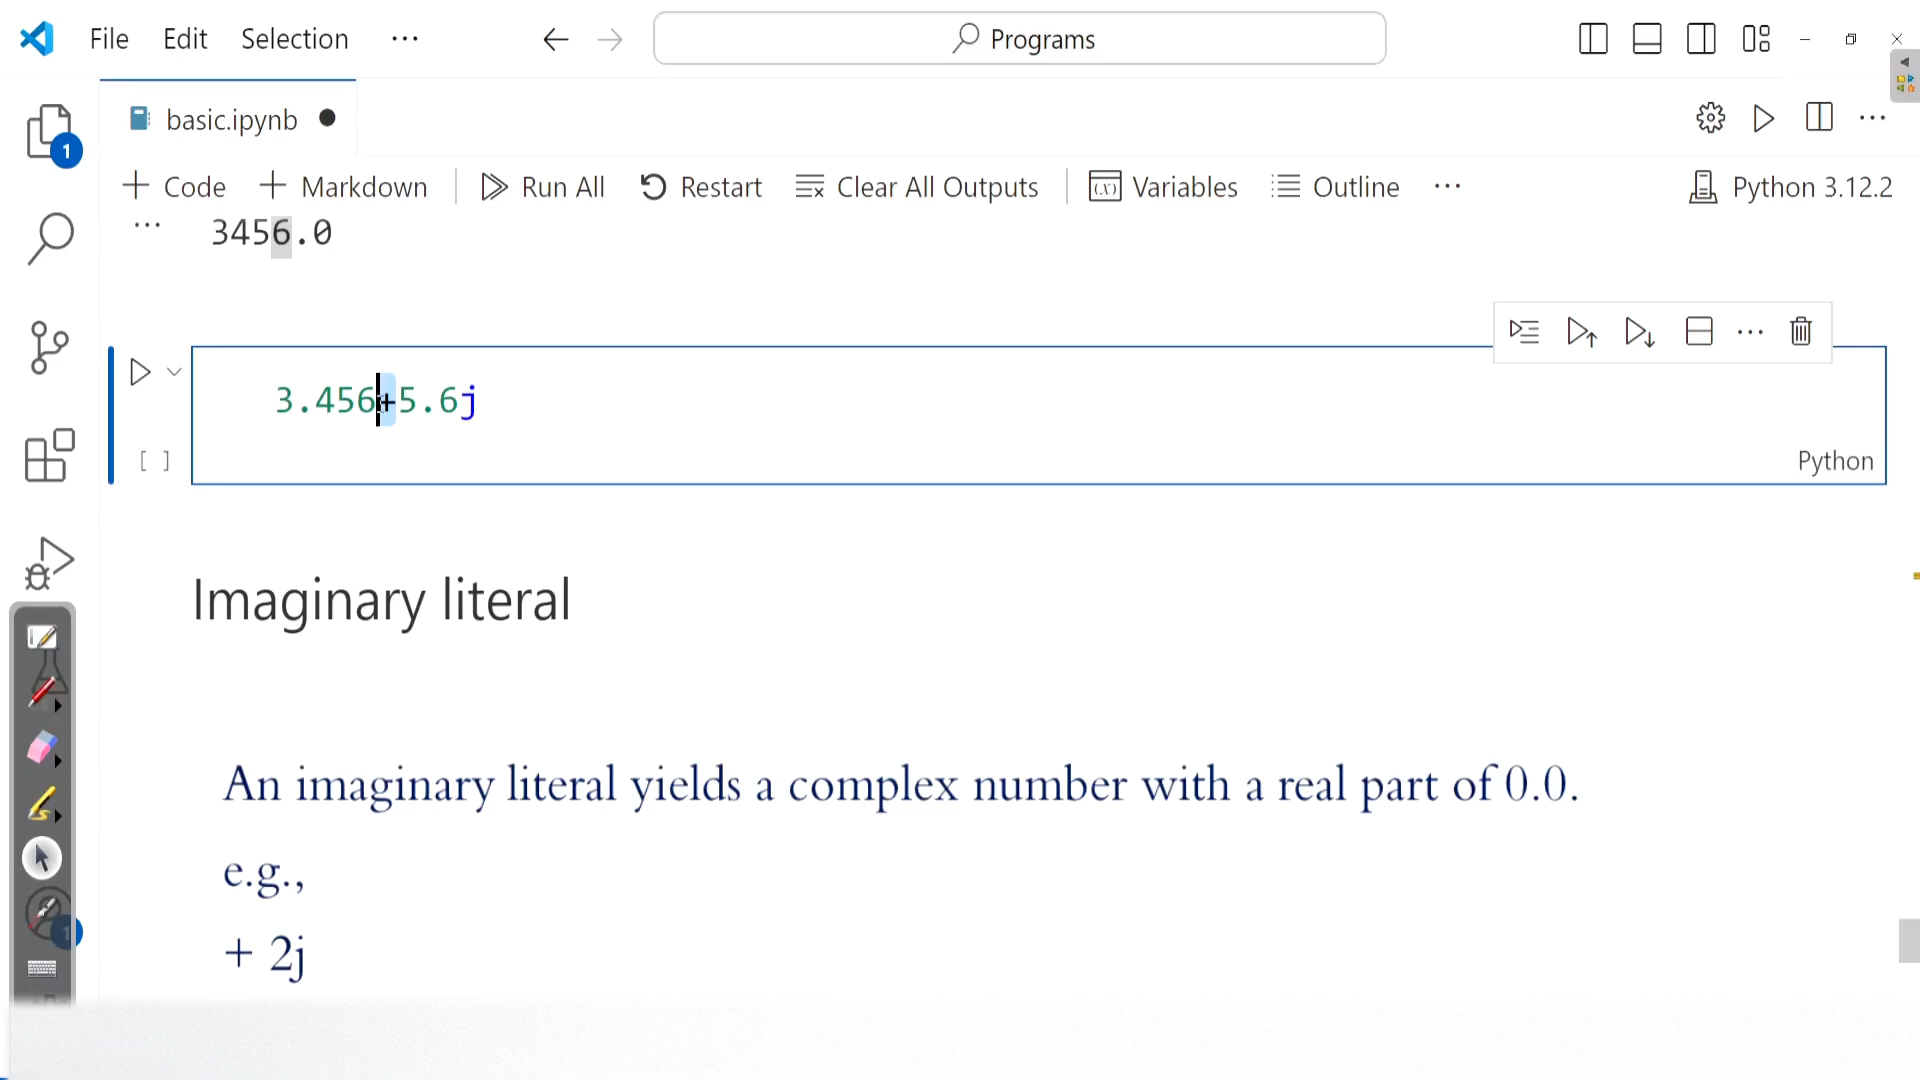 File Edit Selection ··· Programs
basic.ipynb
1
Code Markdown Run All Restart Clear All Outputs (x) Variables Outline ··· Python 3.12.2
··· 3456.0
3.456+5.6j
[ ]
Python
Imaginary literal
An imaginary literal yields a complex number with a real part of 0.0.
e.g.,
+ 2j
1